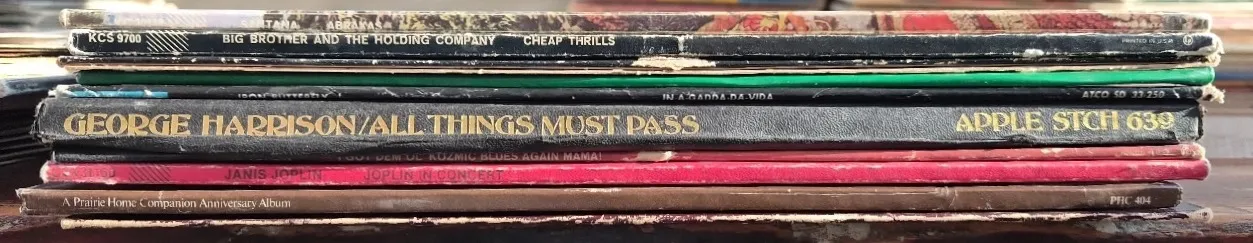 SANTANA ABRAXAS
KCS 9700 BIG BROTHER AND THE HOLDING COMPANY CHEAP THRILLS PRINTED IN U.S.A.
IRON BUTTERFLY IN-A-GADDA-DA-VIDA ATCO SD 33-250
GEORGE HARRISON/ALL THINGS MUST PASS APPLE STCH 639
I GOT DEM OL' KOZMIC BLUES AGAIN MAMA!
JANIS JOPLIN JOPLIN IN CONCERT
A Prairie Home Companion Anniversary Album PHC 404